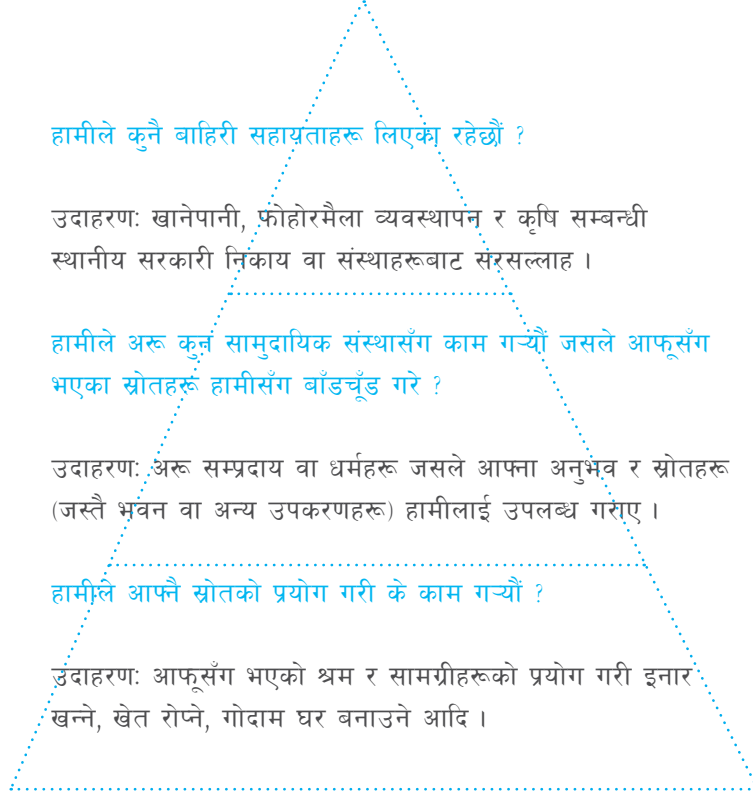 हामीले कुनै बाहिरी सहायताहरू लिएका रहेछौं ?
उदाहरण: खानेपानी, फोहोरमैला व्यवस्थापन र कृषि सम्बन्धी
स्थानीय सरकारी निकाय वा संस्थाहरूबाट सरसल्लाह ।
हामीले अरू कुन सामुदायिक संस्थासँग काम गऱ्यौं जसले आफूसँग
भएका स्रोतहरू हामीसँग बाँडचूँड गरे ?
उदाहरण: अरू सम्प्रदाय वा धर्महरू जसले आफ्ना अनुभव र स्रोतहरू
(जस्तै भवन वा अन्य उपकरणहरू) हामीलाई उपलब्ध गराए ।
हामीले आफ्नै स्रोतको प्रयोग गरी के काम गऱ्यौं ?
उदाहरण: आफूसँग भएको श्रम र सामग्रीहरूको प्रयोग गरी इनार
खन्ने, खेत रोप्ने, गोदाम घर बनाउने आदि ।